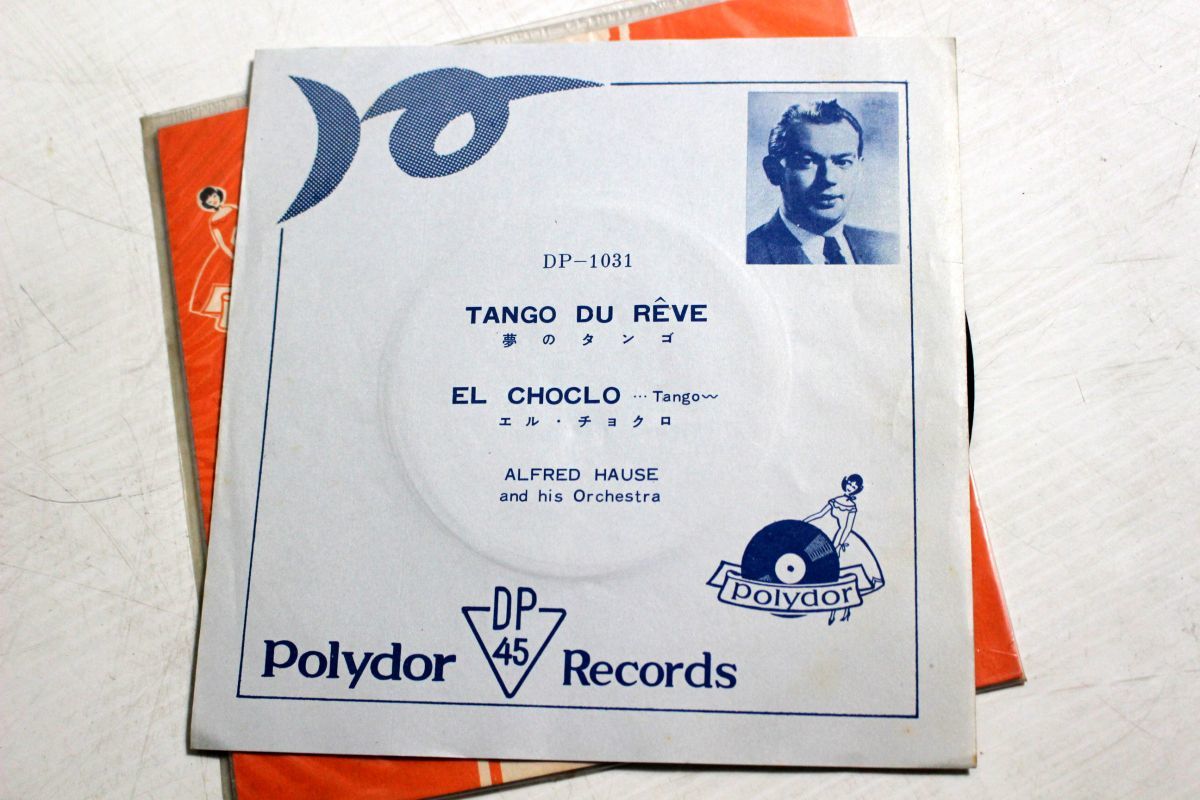 DP-1031
TANGO DU RÊVE
夢のタンゴ
EL CHOCLO … Tango〜
エル・チョクロ
ALFRED HAUSE
and his Orchestra
polydor
DP
45
Polydor Records